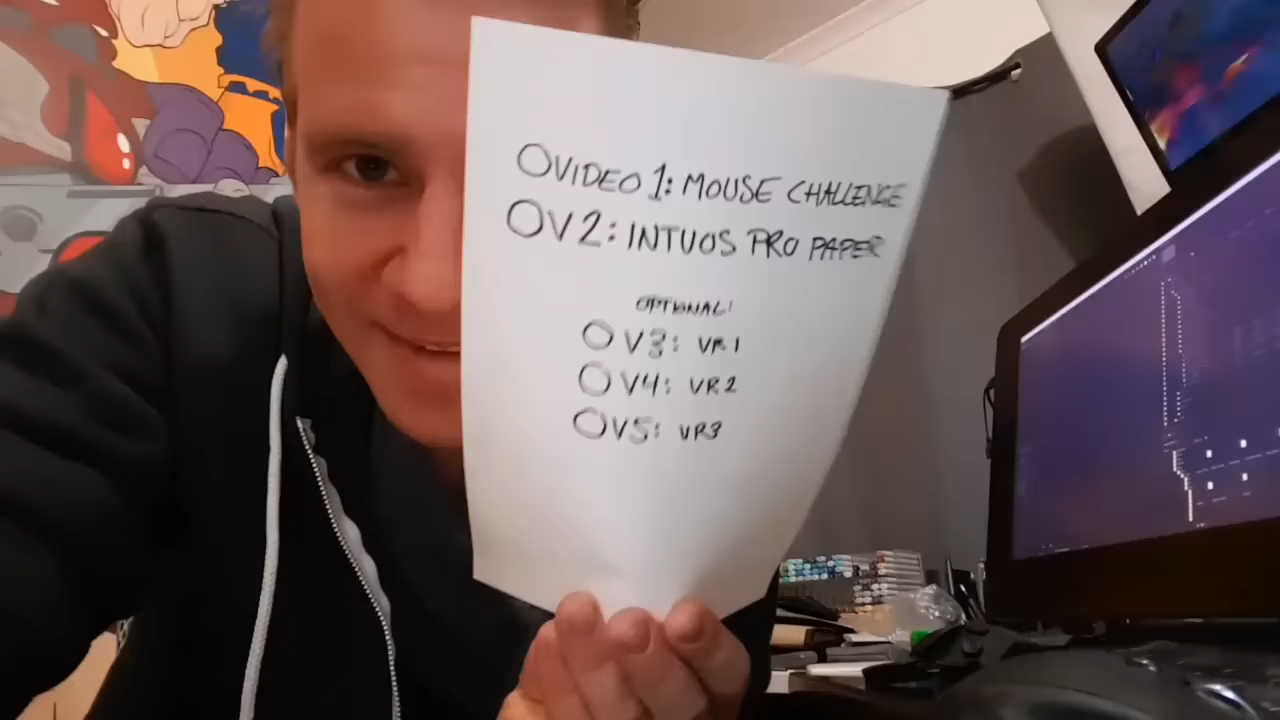 O VIDEO 1: MOUSE CHALLENGE
O V2: INTUOS PRO PAPER
OPTIONAL:
O V3: VR1
O V4: VR2
O V5: VR3